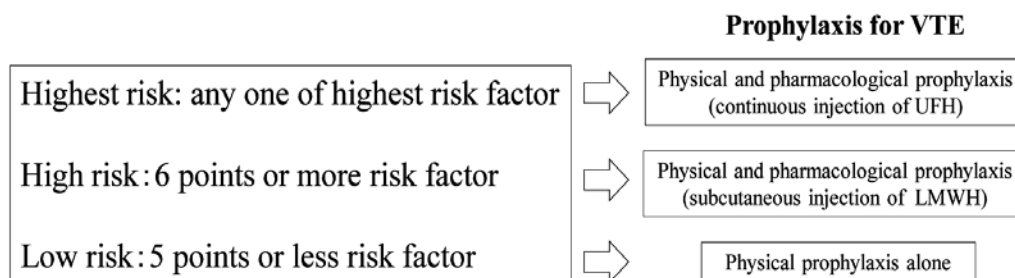 Prophylaxis for VTE
Highest risk: any one of highest risk factor
Physical and pharmacological prophylaxis
(continuous injection of UFH)
High risk: 6 points or more risk factor
Physical and pharmacological prophylaxis
(subcutaneous injection of LMWH)
Low risk: 5 points or less risk factor
Physical prophylaxis alone